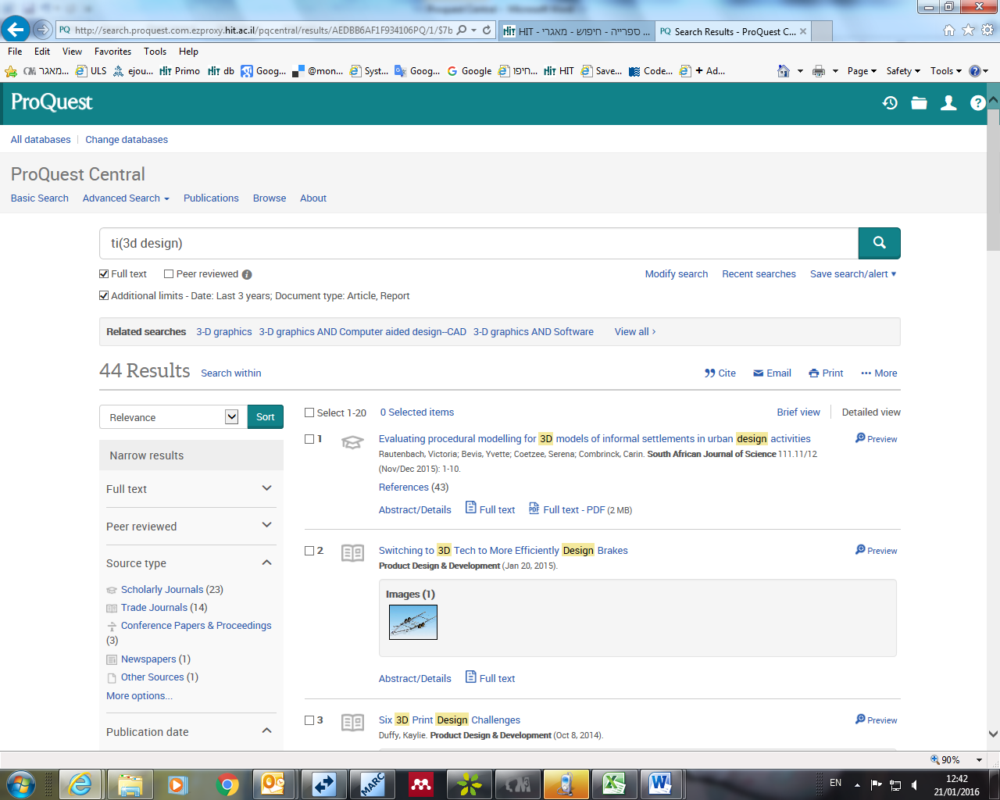 http://search.proquest.com.ezproxy.hit.ac.il/pqcentral/results/AEDBB6AF1F934106PQ/1/$7b
HIT - ספרייה - חיפוש - מאגרי ...
Search Results - ProQuest C...
File Edit View Favorites Tools Help
מאגר... ULS ejou... Primo db Goog... @mon... Syst... Goog... Google חיפו... HIT Save... Code... Ad... Page Safety Tools
ProQuest
All databases | Change databases
ProQuest Central
Basic Search Advanced Search Publications Browse About
ti(3d design)
Full text Peer reviewed
Modify search Recent searches Save search/alert
Additional limits - Date: Last 3 years; Document type: Article, Report
Related searches 3-D graphics 3-D graphics AND Computer aided design--CAD 3-D graphics AND Software View all ›
44 Results Search within
Cite Email Print More
Relevance Sort
Select 1-20 0 Selected items
Brief view | Detailed view
Narrow results
Full text
Peer reviewed
Source type
Scholarly Journals (23)
Trade Journals (14)
Conference Papers & Proceedings
(3)
Newspapers (1)
Other Sources (1)
More options...
Publication date
1 Evaluating procedural modelling for 3D models of informal settlements in urban design activities
Preview
Rautenbach, Victoria; Bevis, Yvette; Coetzee, Serena; Combrinck, Carin. South African Journal of Science 111.11/12
(Nov/Dec 2015): 1-10.
References (43)
Abstract/Details Full text Full text - PDF (2 MB)
2 Switching to 3D Tech to More Efficiently Design Brakes
Preview
Product Design & Development (Jan 20, 2015).
Images (1)
Abstract/Details Full text
3 Six 3D Print Design Challenges
Preview
Duffy, Kaylie. Product Design & Development (Oct 8, 2014).
90%
MARC
EN
12:42
21/01/2016